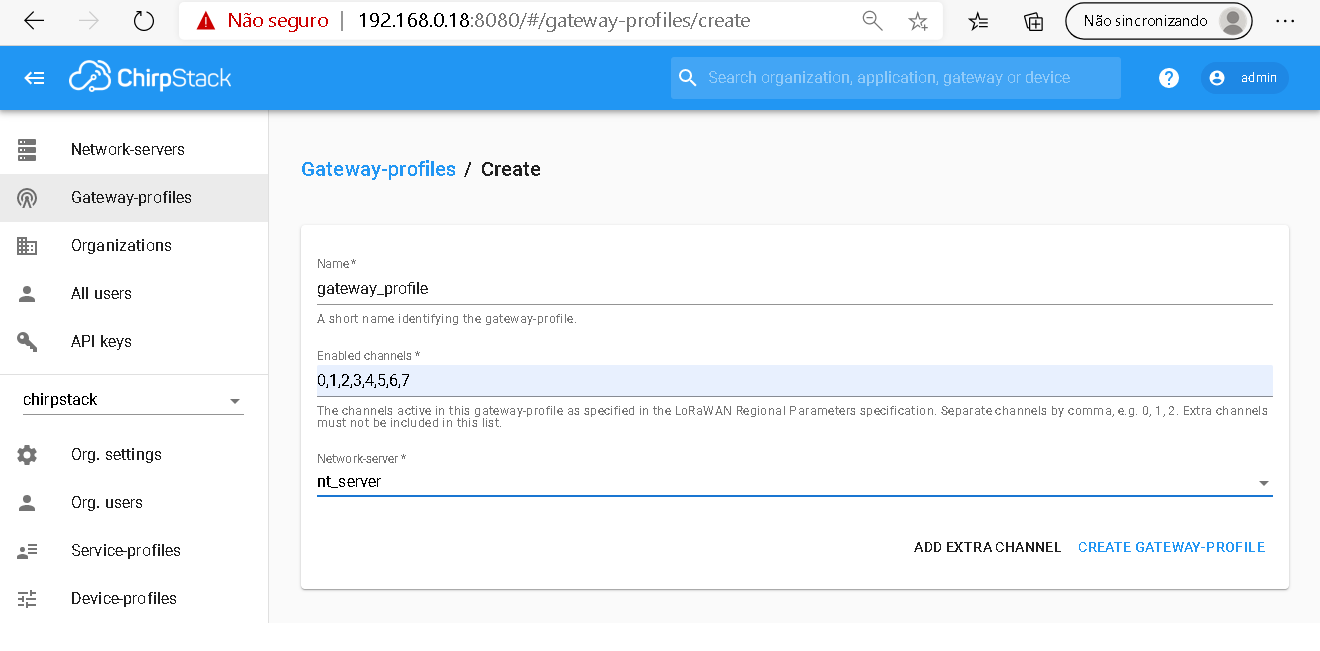 Não seguro | 192.168.0.18:8080/#/gateway-profiles/create
Não sincronizando
ChirpStack
Search organization, application, gateway or device
?
admin
Network-servers
Gateway-profiles
Organizations
All users
API keys
chirpstack
Org. settings
Org. users
Service-profiles
Device-profiles
Gateway-profiles / Create
Name *
gateway_profile
A short name identifying the gateway-profile.
Enabled channels *
0,1,2,3,4,5,6,7
The channels active in this gateway-profile as specified in the LoRaWAN Regional Parameters specification. Separate channels by comma, e.g. 0, 1, 2. Extra channels
must not be included in this list.
Network-server *
nt_server
ADD EXTRA CHANNEL CREATE GATEWAY-PROFILE